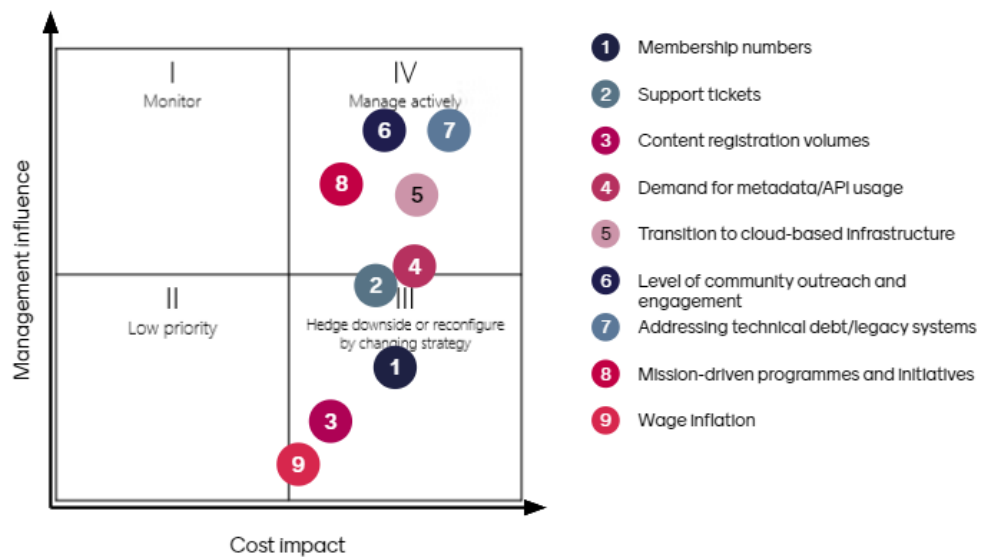 I
Monitor
IV
Manage actively
6
7
8
5
4
2
II
Low priority
III
Hedge downside or reconfigure
by changing strategy
1
3
9
Management influence
Cost impact
1 Membership numbers
2 Support tickets
3 Content registration volumes
4 Demand for metadata/API usage
5 Transition to cloud-based infrastructure
6 Level of community outreach and
engagement
7 Addressing technical debt/legacy systems
8 Mission-driven programmes and initiatives
9 Wage inflation